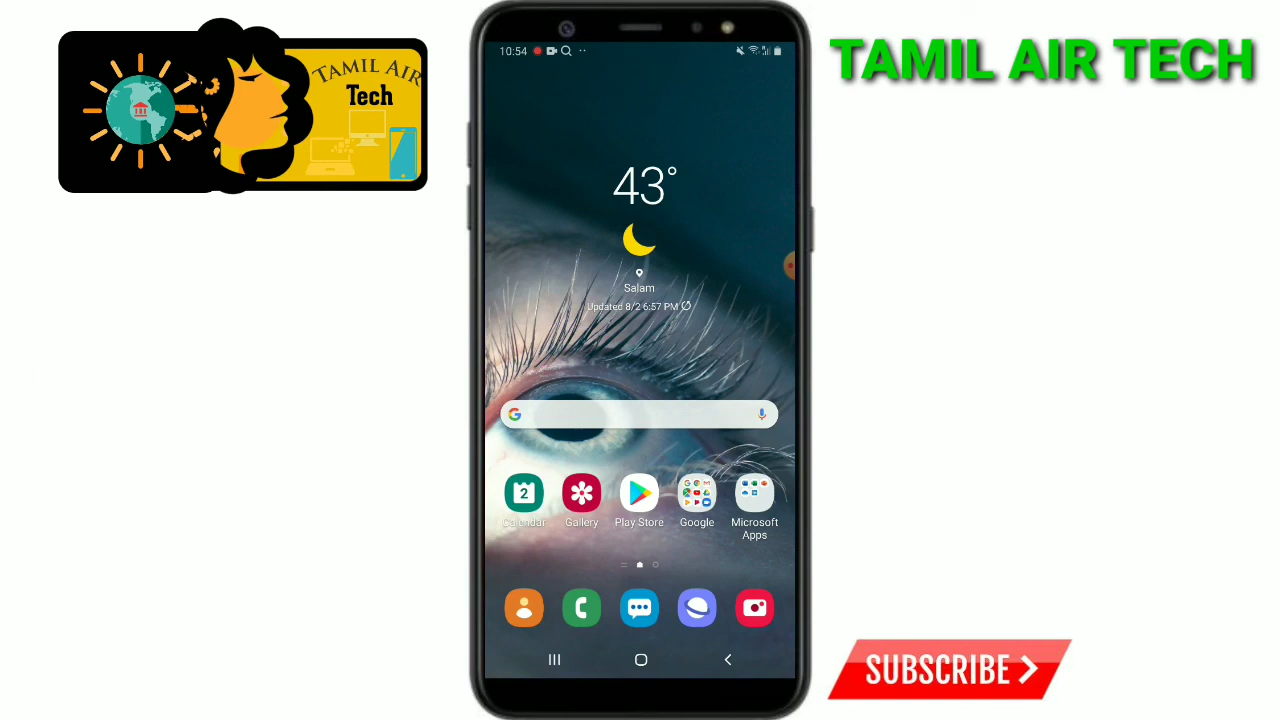 TAMIL AIR
Tech
TAMIL AIR TECH
10:54
43°
Salam
Updated 8/2 6:57 PM
G
2
Calendar
Gallery
Play Store
Google
Microsoft
Apps
SUBSCRIBE